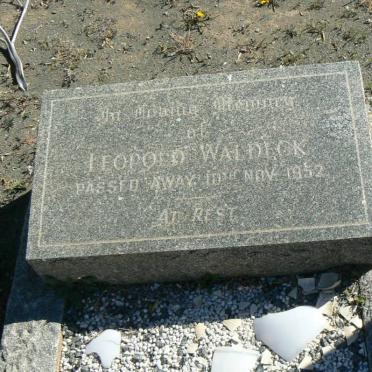 In Loving Memory
of
LEOPOLD WALDECK
PASSED AWAY 10TH NOV. 1952.
AT REST